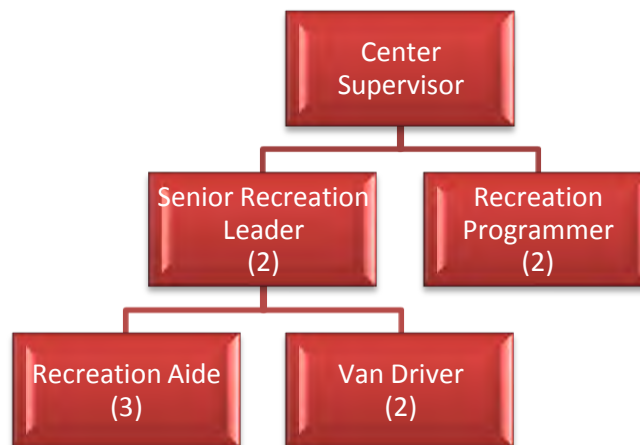 Center
Supervisor
Senior Recreation
Leader
(2)
Recreation
Programmer
(2)
Recreation Aide
(3)
Van Driver
(2)